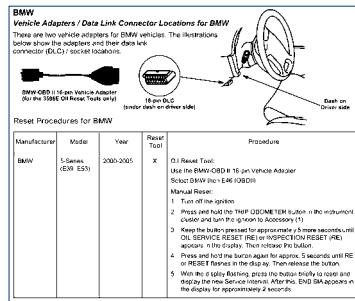 BMW
Vehicle Adapters / Data Link Connector Locations for BMW
There are two vehicle adapters for BMW vehicles. The illustrations
below show the adapters and their data link
connector (DLC) / socket locations.
BMW-OBD II 16-pin Vehicle Adapter
(for the 3596E Oil Reset Tools only)
16-pin DLC
(under dash on driver side)
Dash on
Driver side
Reset Procedures for BMW
Manufacturer Model Year Reset Tool Procedure
BMW 5-Series (E39 E53) 2000-2005 X Oil Reset Tool:
Use the BMW-OBD II 16-pin Vehicle Adapter
Select BMW then E46 (OBDII)
Manual Reset:
1 Turn off the ignition
2 Press and hold the TRIP ODOMETER button in the instrument
cluster and turn the ignition to Accessory (1)
3 Keep the button pressed for approximately 5 more seconds until
OIL SERVICE RESET (RE) or INSPECTION RESET (RE)
appears in the display. Then release the button.
4 Press and hold the button again for approx. 5 seconds until RE
or RESET flashes in the display. Then release the button.
5 With the display flashing, press the button briefly to reset and
display the new Service Interval. After this, END SIA appears in
the display for approximately 2 seconds